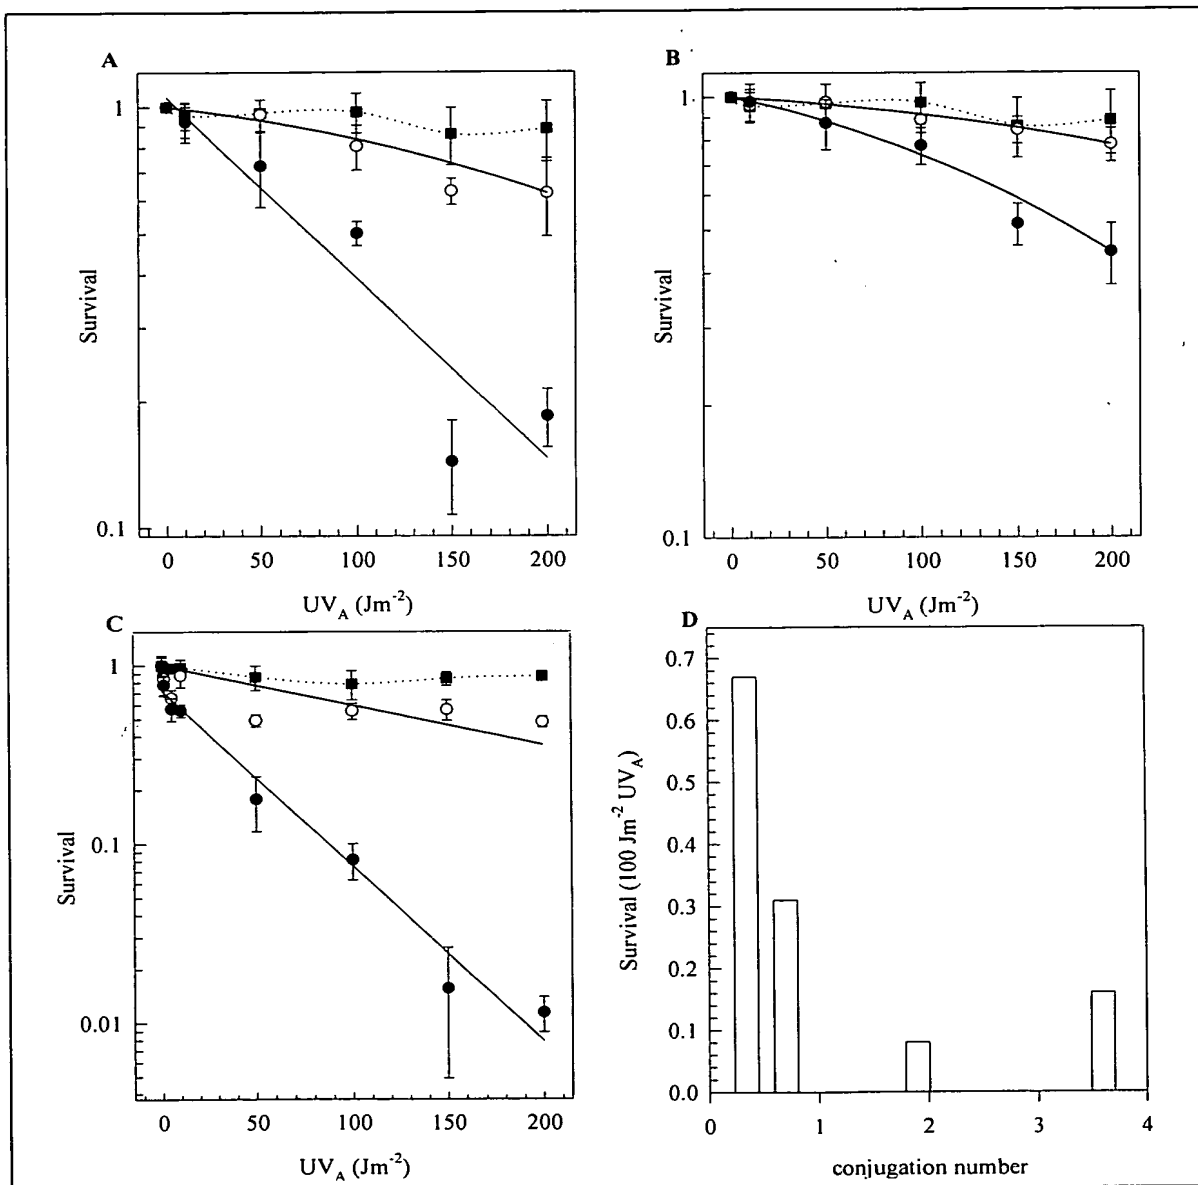 A
1
0.1
Survival
0 50 100 150 200
UV_A (Jm^-2)
B
1
0.1
Survival
0 50 100 150 200
UV_A (Jm^-2)
C
1
0.1
0.01
Survival
0 50 100 150 200
UV_A (Jm^-2)
D
0.7
0.6
0.5
0.4
0.3
0.2
0.1
0.0
Survival (100 Jm^-2 UV_A)
0 1 2 3 4
conjugation number